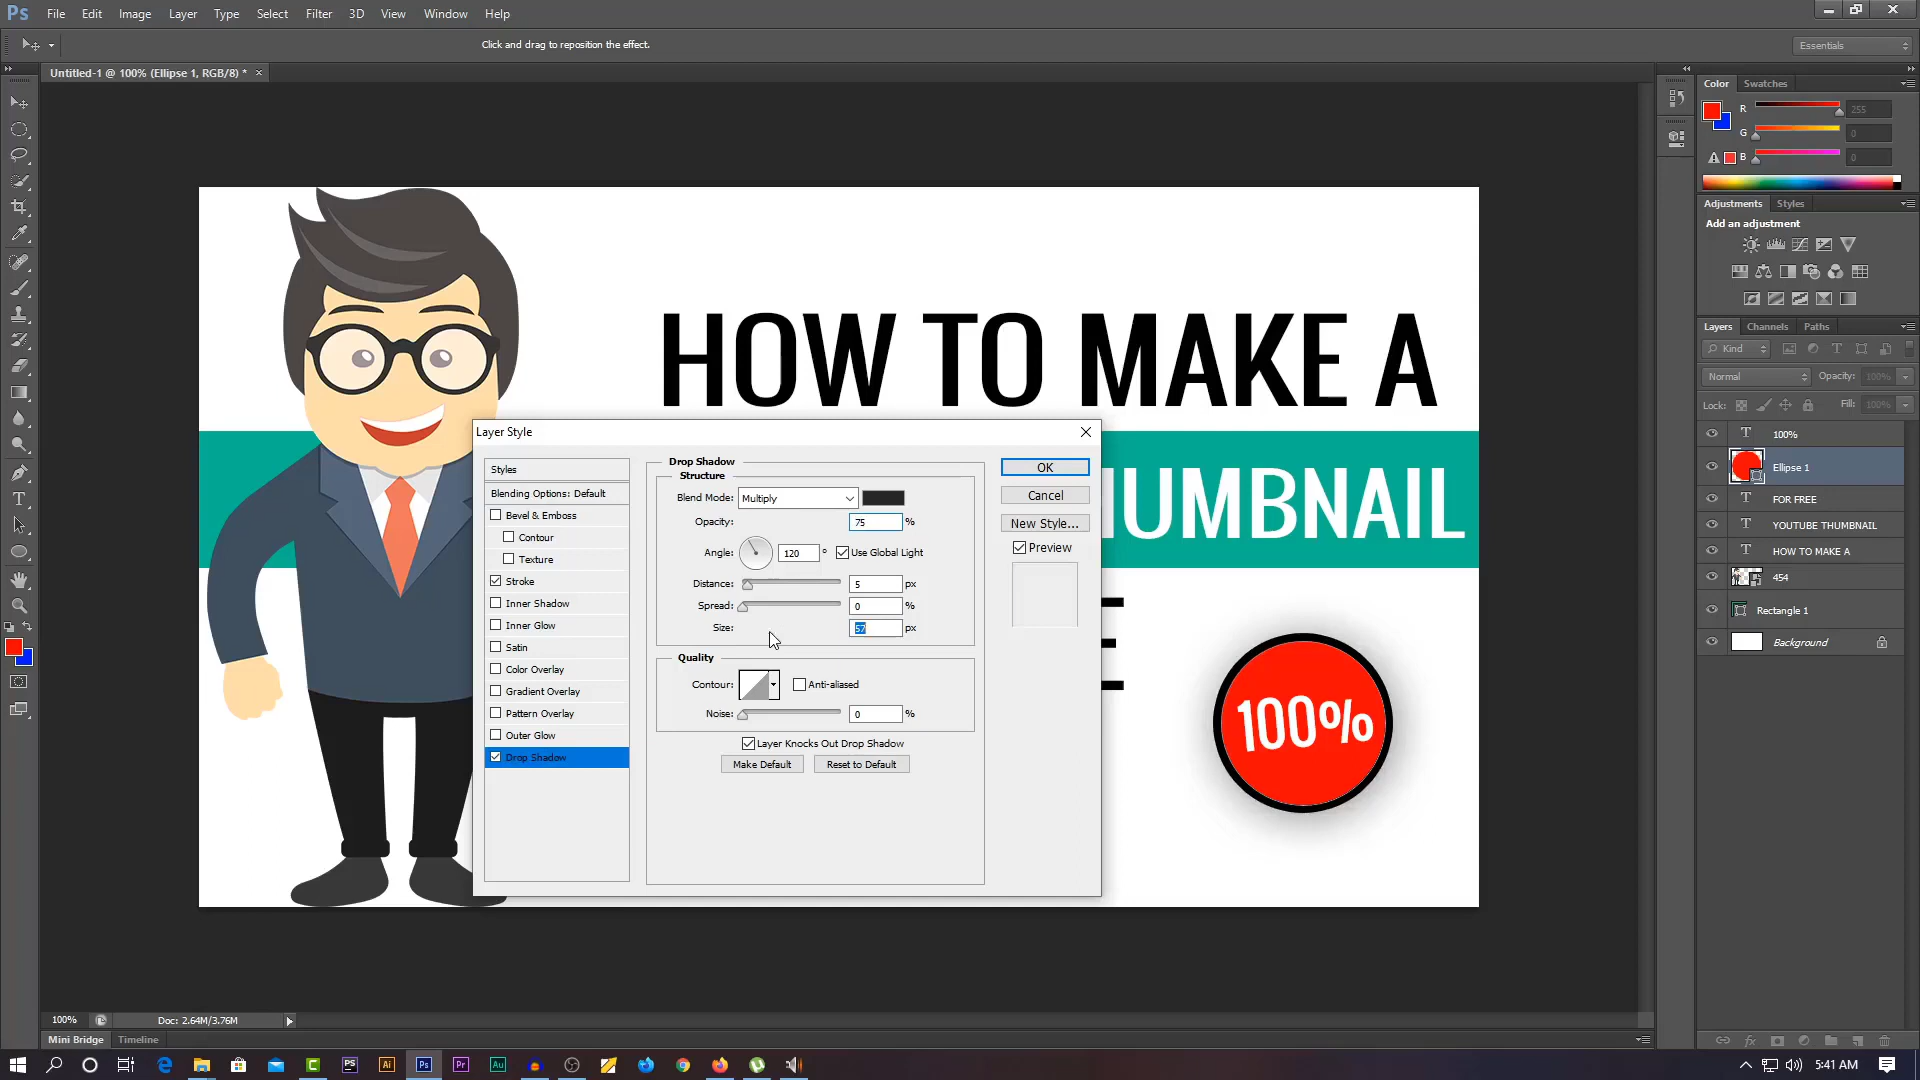 Ps File Edit Image Layer Type Select Filter 3D View Window Help
Click and drag to reposition the effect.
Essentials
Untitled-1 @ 100% (Ellipse 1, RGB/8) *
Color Swatches
R 255
G 0
B 0
Adjustments Styles
Add an adjustment
Layers Channels Paths
Kind
Normal Opacity: 100%
Lock: Fill: 100%
100%
Ellipse 1
FOR FREE
YOUTUBE THUMBNAIL
HOW TO MAKE A
454
Rectangle 1
Background
HOW TO MAKE A
HUMBNAIL
100%
Layer Style
Styles
Blending Options: Default
Bevel & Emboss
Contour
Texture
Stroke
Inner Shadow
Inner Glow
Satin
Color Overlay
Gradient Overlay
Pattern Overlay
Outer Glow
Drop Shadow
Drop Shadow
Structure
Blend Mode: Multiply
Opacity: 75 %
Angle: 120 ° Use Global Light
Distance: 5 px
Spread: 0 %
Size: 57 px
Quality
Contour: Anti-aliased
Noise: 0 %
Layer Knocks Out Drop Shadow
Make Default Reset to Default
OK
Cancel
New Style...
Preview
100% Doc: 2.64M/3.76M
Mini Bridge Timeline
Ai Ps Pr Au
5:41 AM